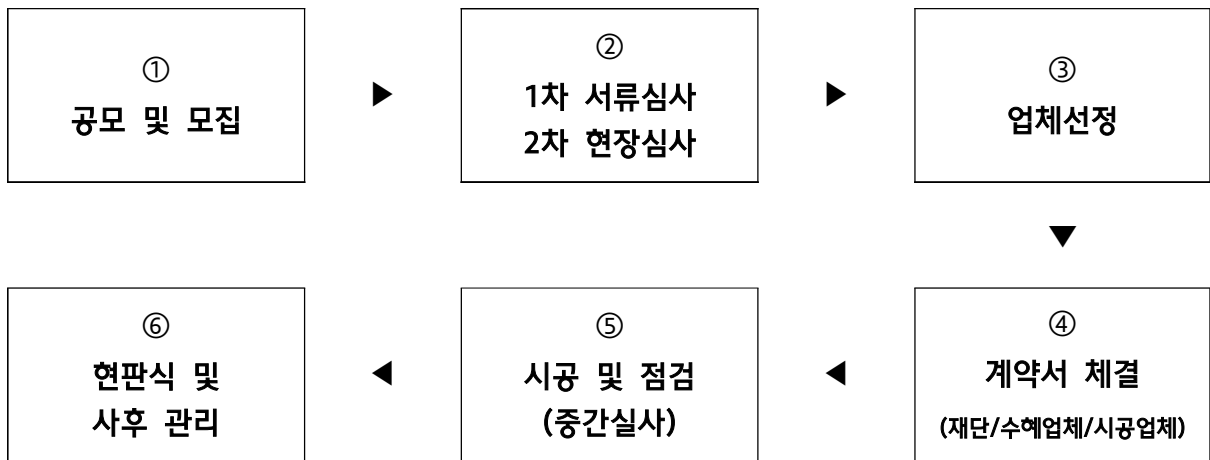 ①
공모 및 모집
▶
②
1차 서류심사
2차 현장심사
▶
③
업체선정
▼
④
계약서 체결
(재단/수혜업체/시공업체)
◀
⑤
시공 및 점검
(중간실사)
◀
⑥
현판식 및
사후 관리